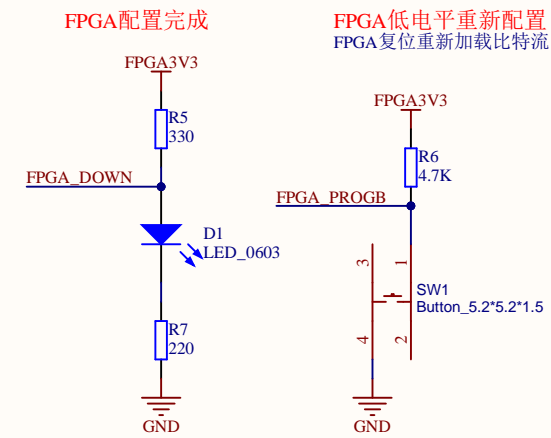 FPGA配置完成
FPGA3V3
R5
330
FPGA_DOWN
D1
LED_0603
R7
220
GND
FPGA低电平重新配置
FPGA复位重新加载比特流
FPGA3V3
R6
4.7K
FPGA_PROGB
3
1
SW1
Button_5.2*5.2*1.5
4
2
GND